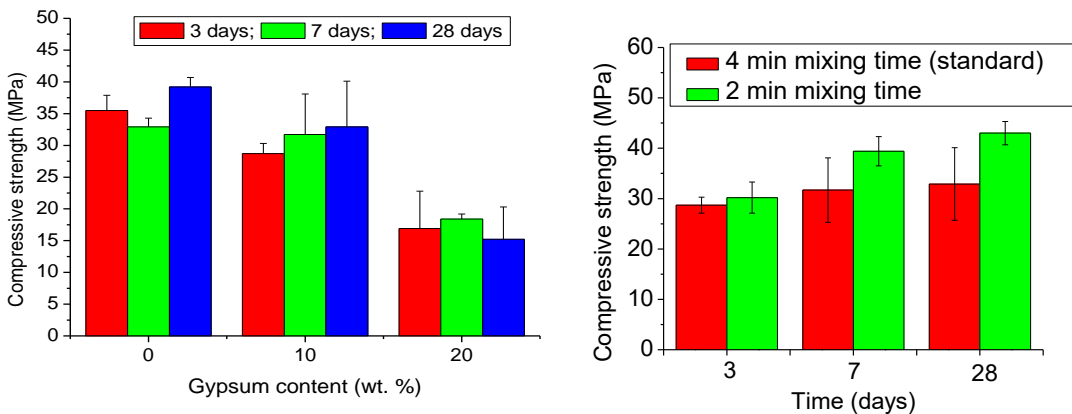 3 days; 7 days; 28 days
Compressive strength (MPa)
50
45
40
35
30
25
20
15
10
5
0
0 10 20
Gypsum content (wt. %)
4 min mixing time (standard)
2 min mixing time
Compressive strength (MPa)
60
50
40
30
20
10
0
3 7 28
Time (days)